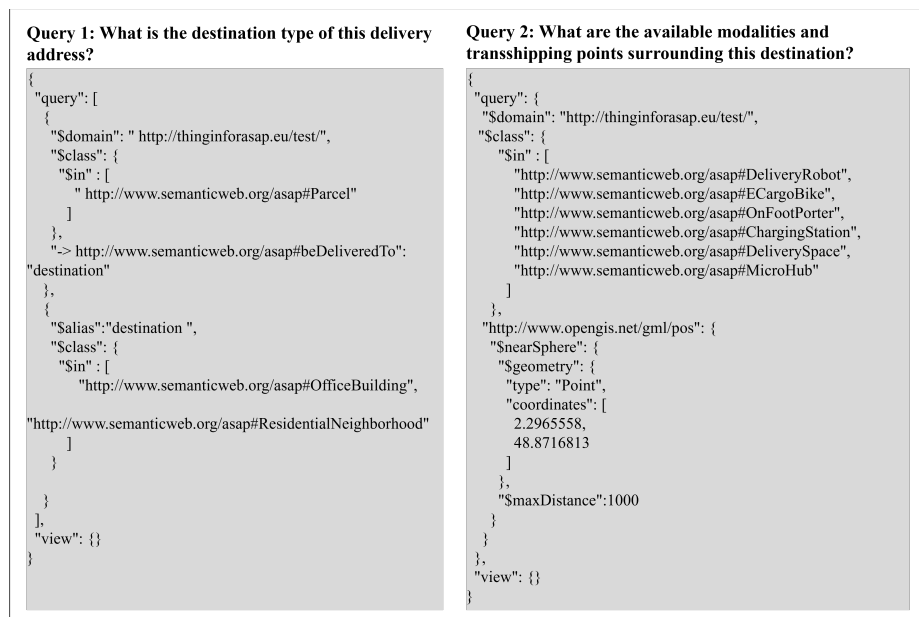 Query 1: What is the destination type of this delivery
address?
{
"query": [
{
"$domain": " http://thinginforasap.eu/test/",
"$class": {
"$in" : [
" http://www.semanticweb.org/asap#Parcel"
]
},
"-> http://www.semanticweb.org/asap#beDeliveredTo":
"destination"
},
{
"$alias":"destination ",
"$class": {
"$in" : [
"http://www.semanticweb.org/asap#OfficeBuilding",
"http://www.semanticweb.org/asap#ResidentialNeighborhood"
]
}
}
],
"view": {}
}
Query 2: What are the available modalities and
transshipping points surrounding this destination?
{
"query": {
"$domain": "http://thinginforasap.eu/test/",
"$class": {
"$in" : [
"http://www.semanticweb.org/asap#DeliveryRobot",
"http://www.semanticweb.org/asap#ECargoBike",
"http://www.semanticweb.org/asap#OnFootPorter",
"http://www.semanticweb.org/asap#ChargingStation",
"http://www.semanticweb.org/asap#DeliverySpace",
"http://www.semanticweb.org/asap#MicroHub"
]
},
"http://www.opengis.net/gml/pos": {
"$nearSphere": {
"$geometry": {
"type": "Point",
"coordinates": [
2.2965558,
48.8716813
]
},
"$maxDistance":1000
}
}
},
"view": {}
}